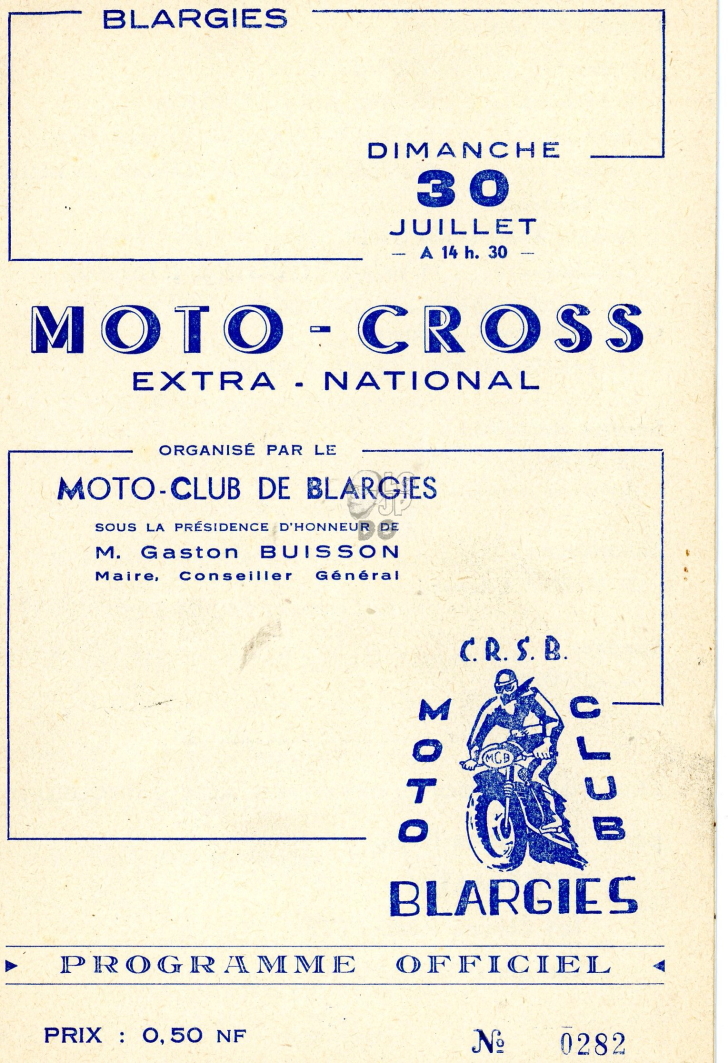 BLARGIES
DIMANCHE
30
JUILLET
— A 14 h. 30 —
MOTO - CROSS
EXTRA - NATIONAL
ORGANISÉ PAR LE
MOTO-CLUB DE BLARGIES
SOUS LA PRÉSIDENCE D'HONNEUR DE
M. Gaston BUISSON
Maire, Conseiller Général
C.R.S.B.
MOTO
CLUB
MCB
BLARGIES
PROGRAMME OFFICIEL
PRIX : 0,50 NF
№ 0282